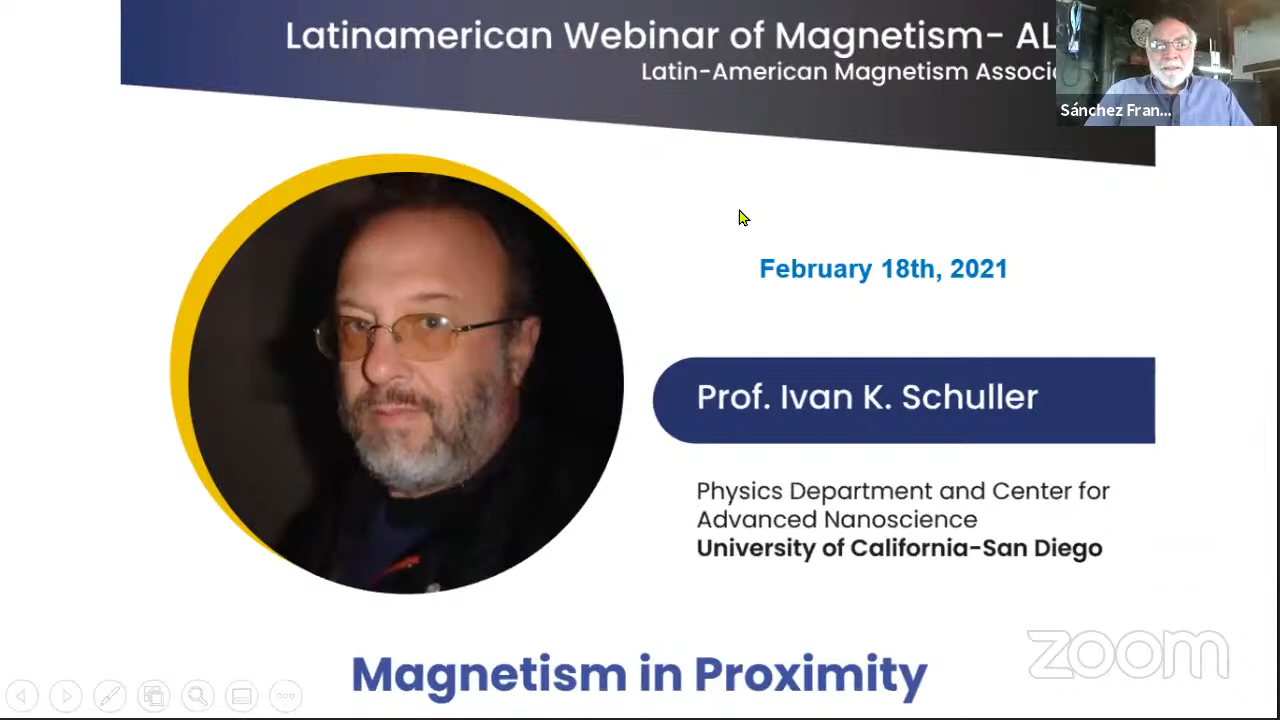 Latinamerican Webinar of Magnetism- AL
Latin-American Magnetism Associ
Sánchez Fran...
February 18th, 2021
Prof. Ivan K. Schuller
Physics Department and Center for
Advanced Nanoscience
University of California-San Diego
Magnetism in Proximity
zoom